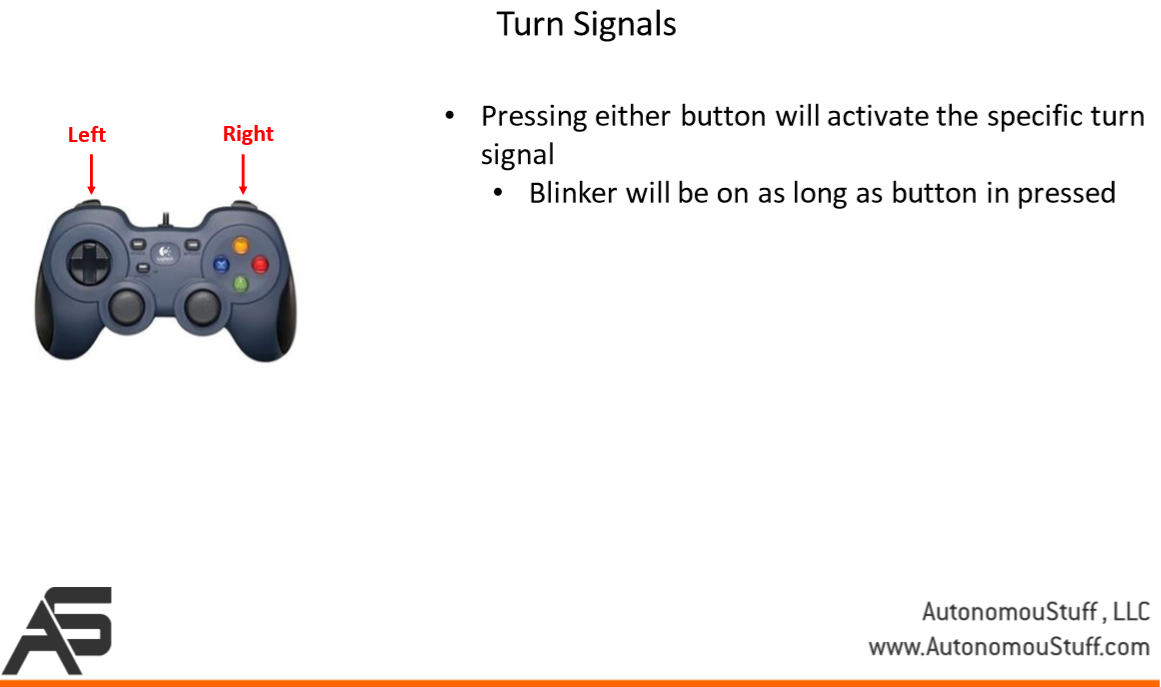 Turn Signals
Left
Right
• Pressing either button will activate the specific turn
signal
• Blinker will be on as long as button in pressed
AutonomouStuff, LLC
www.AutonomouStuff.com